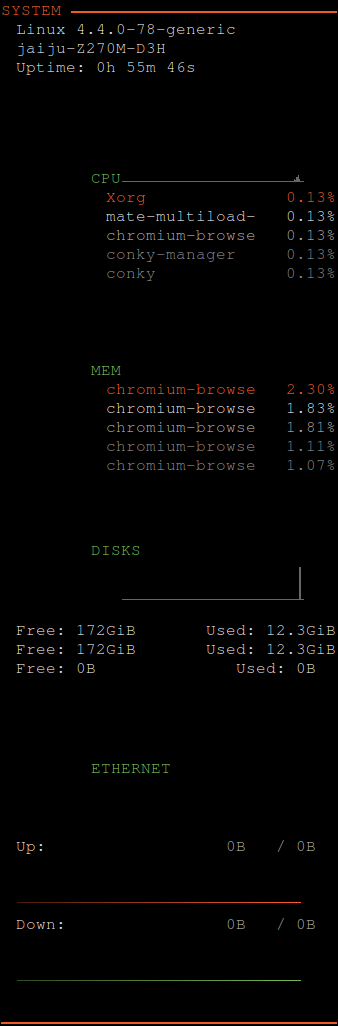 SYSTEM
Linux 4.4.0-78-generic
jaiju-Z270M-D3H
Uptime: 0h 55m 46s
CPU
Xorg 0.13%
mate-multiload- 0.13%
chromium-browse 0.13%
conky-manager 0.13%
conky 0.13%
MEM
chromium-browse 2.30%
chromium-browse 1.83%
chromium-browse 1.81%
chromium-browse 1.11%
chromium-browse 1.07%
DISKS
Free: 172GiB Used: 12.3GiB
Free: 172GiB Used: 12.3GiB
Free: 0B Used: 0B
ETHERNET
Up: 0B / 0B
Down: 0B / 0B